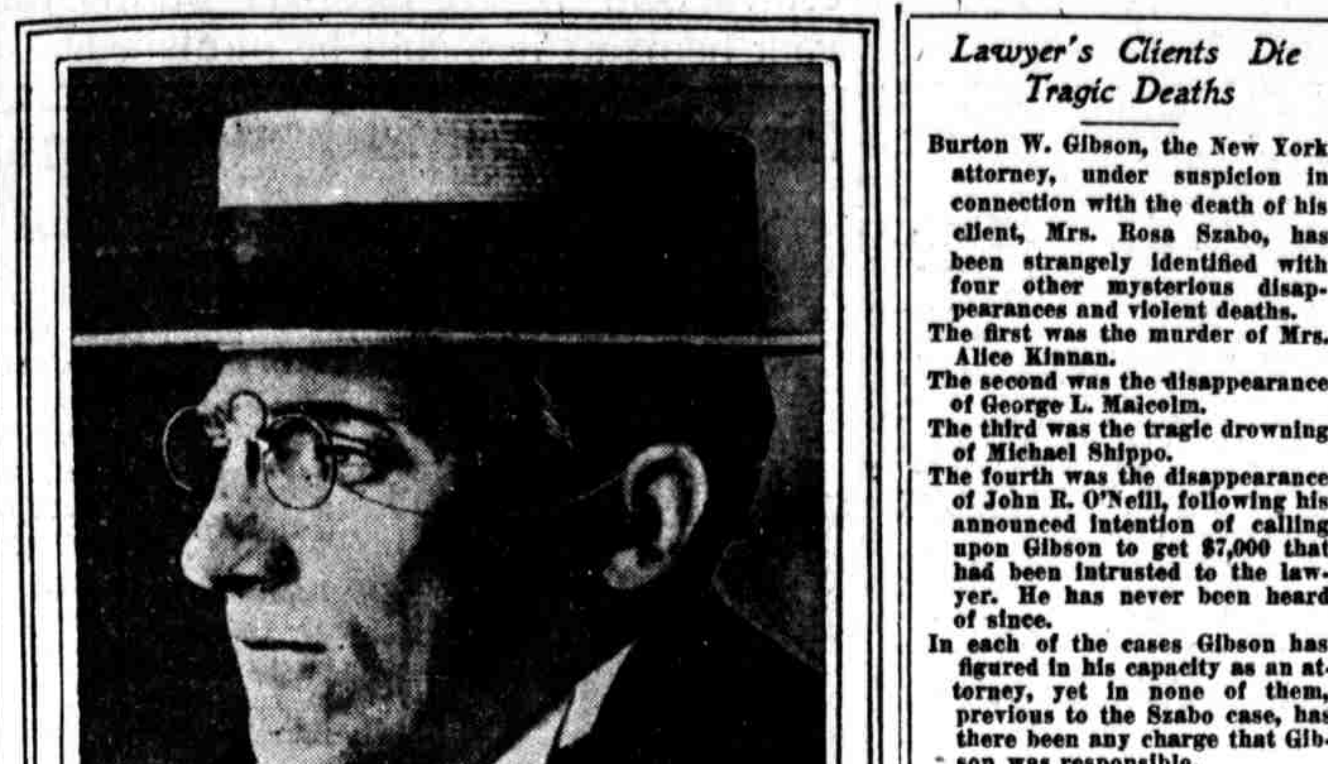 Lawyer's Clients Die
Tragic Deaths
Burton W. Gibson, the New York
attorney, under suspicion in
connection with the death of his
client, Mrs. Rosa Szabo, has
been strangely identified with
four other mysterious disap-
pearances and violent deaths.
The first was the murder of Mrs.
Alice Kinnan.
The second was the disappearance
of George L. Malcolm.
The third was the tragic drowning
of Michael Shippo.
The fourth was the disappearance
of John R. O'Neill, following his
announced intention of calling
upon Gibson to get $7,000 that
had been intrusted to the law-
yer. He has never been heard
of since.
In each of the cases Gibson has
figured in his capacity as an at-
torney, yet in none of them,
previous to the Szabo case, has
there been any charge that Gib-
son was responsible.